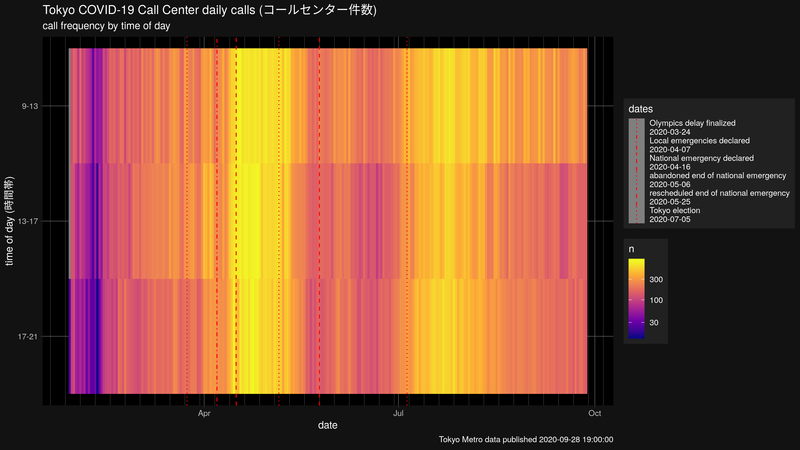 Tokyo COVID-19 Call Center daily calls (コールセンター件数)
call frequency by time of day
time of day (時間帯)
9-13
13-17
17-21
Apr
Jul
Oct
date
dates
Olympics delay finalized
2020-03-24
Local emergencies declared
2020-04-07
National emergency declared
2020-04-16
abandoned end of national emergency
2020-05-06
rescheduled end of national emergency
2020-05-25
Tokyo election
2020-07-05
n
300
100
30
Tokyo Metro data published 2020-09-28 19:00:00